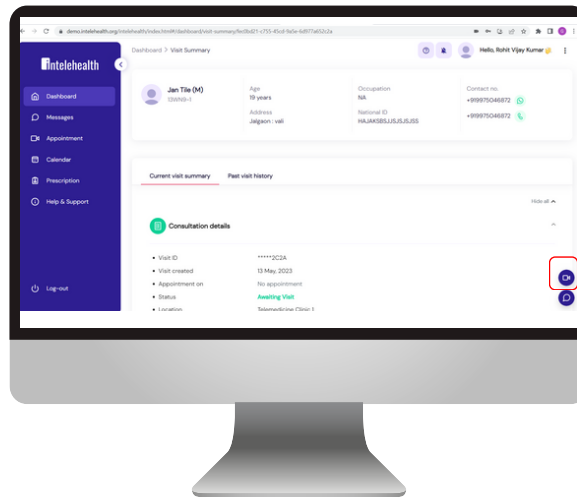 demo.intelehealth.org/intelehealth/index.html#/dashboard/visit-summary/
Intelehealth
Dashboard > Visit Summary
Hello, Rohit Vijay Kumar 👋
Dashboard
Messages
Appointment
Calendar
Prescription
Help & Support
Log-out
Jan Tile (M)
13WN9-1
Age
19 years
Address
Jalgaon : vali
Occupation
NA
National ID
Contact no.
+919975046872
+919975046872
Current visit summary Past visit history
Hide all
Consultation details
Visit ID *****2C2A
Visit created 13 May, 2023
Appointment on No appointment
Status Awaiting Visit
Location Telemedicine Clinic 1